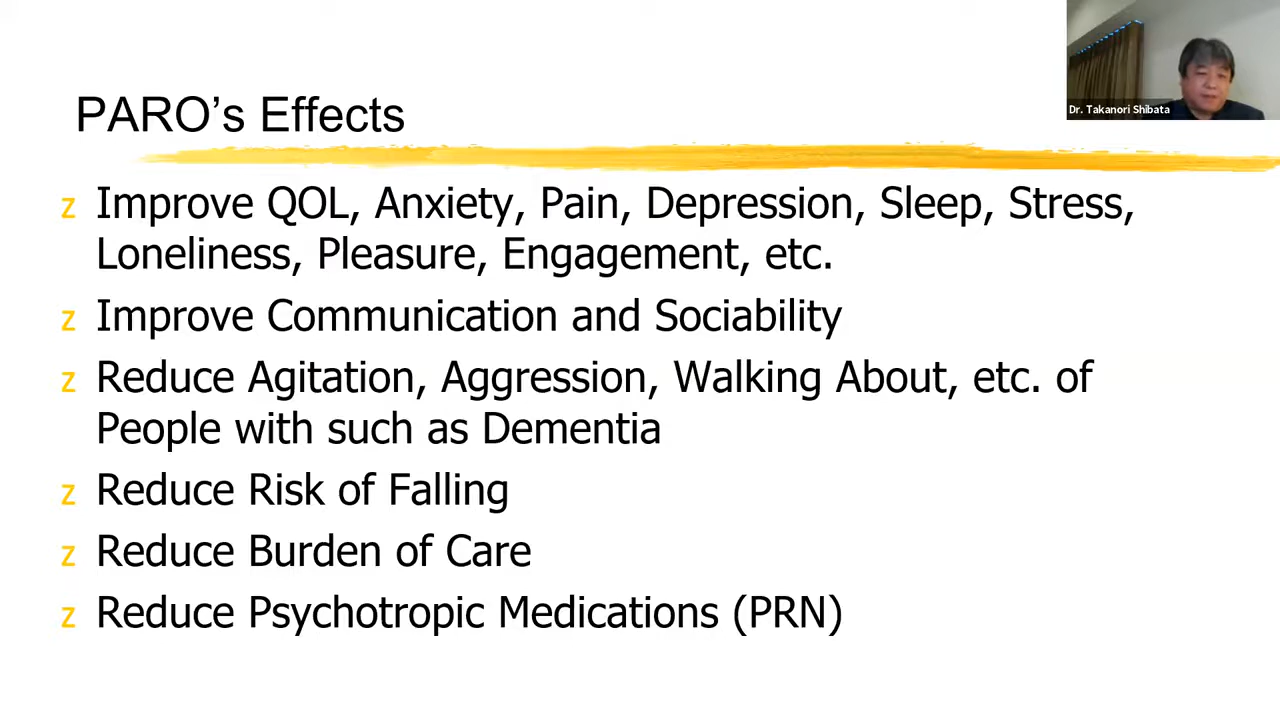 Dr. Takanori Shibata
PARO’s Effects
z Improve QOL, Anxiety, Pain, Depression, Sleep, Stress,
Loneliness, Pleasure, Engagement, etc.
z Improve Communication and Sociability
z Reduce Agitation, Aggression, Walking About, etc. of
People with such as Dementia
z Reduce Risk of Falling
z Reduce Burden of Care
z Reduce Psychotropic Medications (PRN)